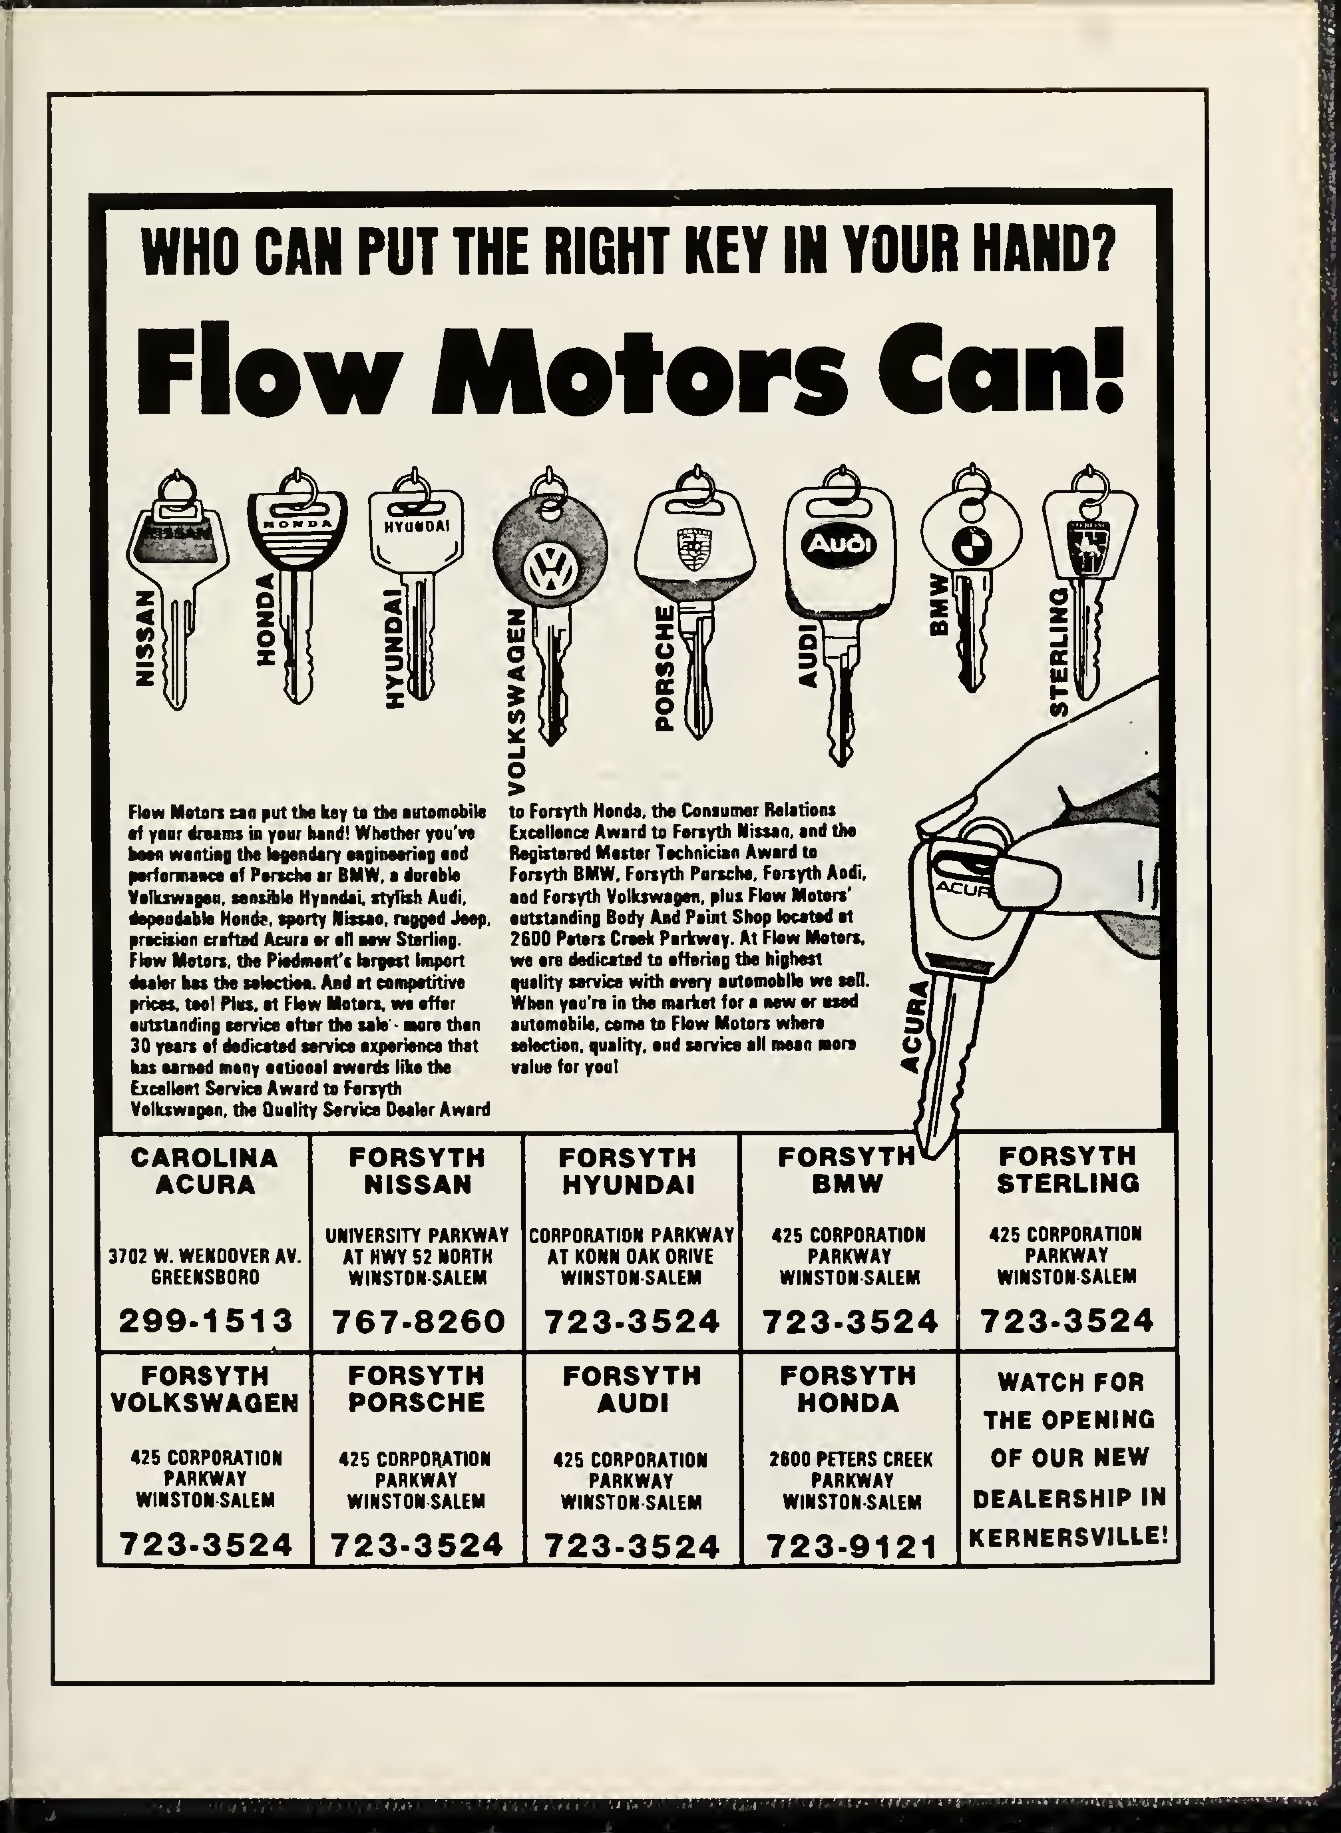 WHO CAN PUT THE RIGHT KEY IN YOUR HAND?
Flow Motors Can!
NISSAN
HONDA
HYUNDAI
Audi
NISSAN
HONDA
HYUNDAI
VOLKSWAGEN
PORSCHE
AUDI
BMW
STERLING
Flow Motors can put the key to the automobile
of your dreams in your hand! Whether you've
been wanting the legendary engineering and
performance of Porsche or BMW, a durable
Volkswagen, sensible Hyundai, stylish Audi,
dependable Honda, sporty Nissan, rugged Jeep,
precision crafted Acura or all new Sterling.
Flow Motors, the Piedmont's largest import
dealer has the selection. And at competitive
prices, too! Plus, at Flow Motors, we offer
outstanding service after the sale - more than
30 years of dedicated service experience that
has earned many national awards like the
Excellent Service Award to Forsyth
Volkswagen, the Quality Service Dealer Award
to Forsyth Honda, the Consumer Relations
Excellence Award to Forsyth Nissan, and the
Registered Master Technician Award to
Forsyth BMW, Forsyth Porsche, Forsyth Audi,
and Forsyth Volkswagen, plus Flow Motors'
outstanding Body And Paint Shop located at
2600 Peters Creek Parkway. At Flow Motors,
we are dedicated to offering the highest
quality service with every automobile we sell.
When you're in the market for a new or used
automobile, come to Flow Motors where
selection, quality, and service all mean more
value for you!
ACUR
ACURA
CAROLINA
ACURA
3702 W. WENDOVER AV.
GREENSBORO
299-1513
FORSYTH
NISSAN
UNIVERSITY PARKWAY
AT HWY 52 NORTH
WINSTON-SALEM
767-8260
FORSYTH
HYUNDAI
CORPORATION PARKWAY
AT KONN OAK DRIVE
WINSTON-SALEM
723-3524
FORSYTH
BMW
425 CORPORATION
PARKWAY
WINSTON-SALEM
723-3524
FORSYTH
STERLING
425 CORPORATION
PARKWAY
WINSTON-SALEM
723-3524
FORSYTH
VOLKSWAGEN
425 CORPORATION
PARKWAY
WINSTON-SALEM
723-3524
FORSYTH
PORSCHE
425 CORPORATION
PARKWAY
WINSTON-SALEM
723-3524
FORSYTH
AUDI
425 CORPORATION
PARKWAY
WINSTON-SALEM
723-3524
FORSYTH
HONDA
2600 PETERS CREEK
PARKWAY
WINSTON-SALEM
723-9121
WATCH FOR
THE OPENING
OF OUR NEW
DEALERSHIP IN
KERNERSVILLE!